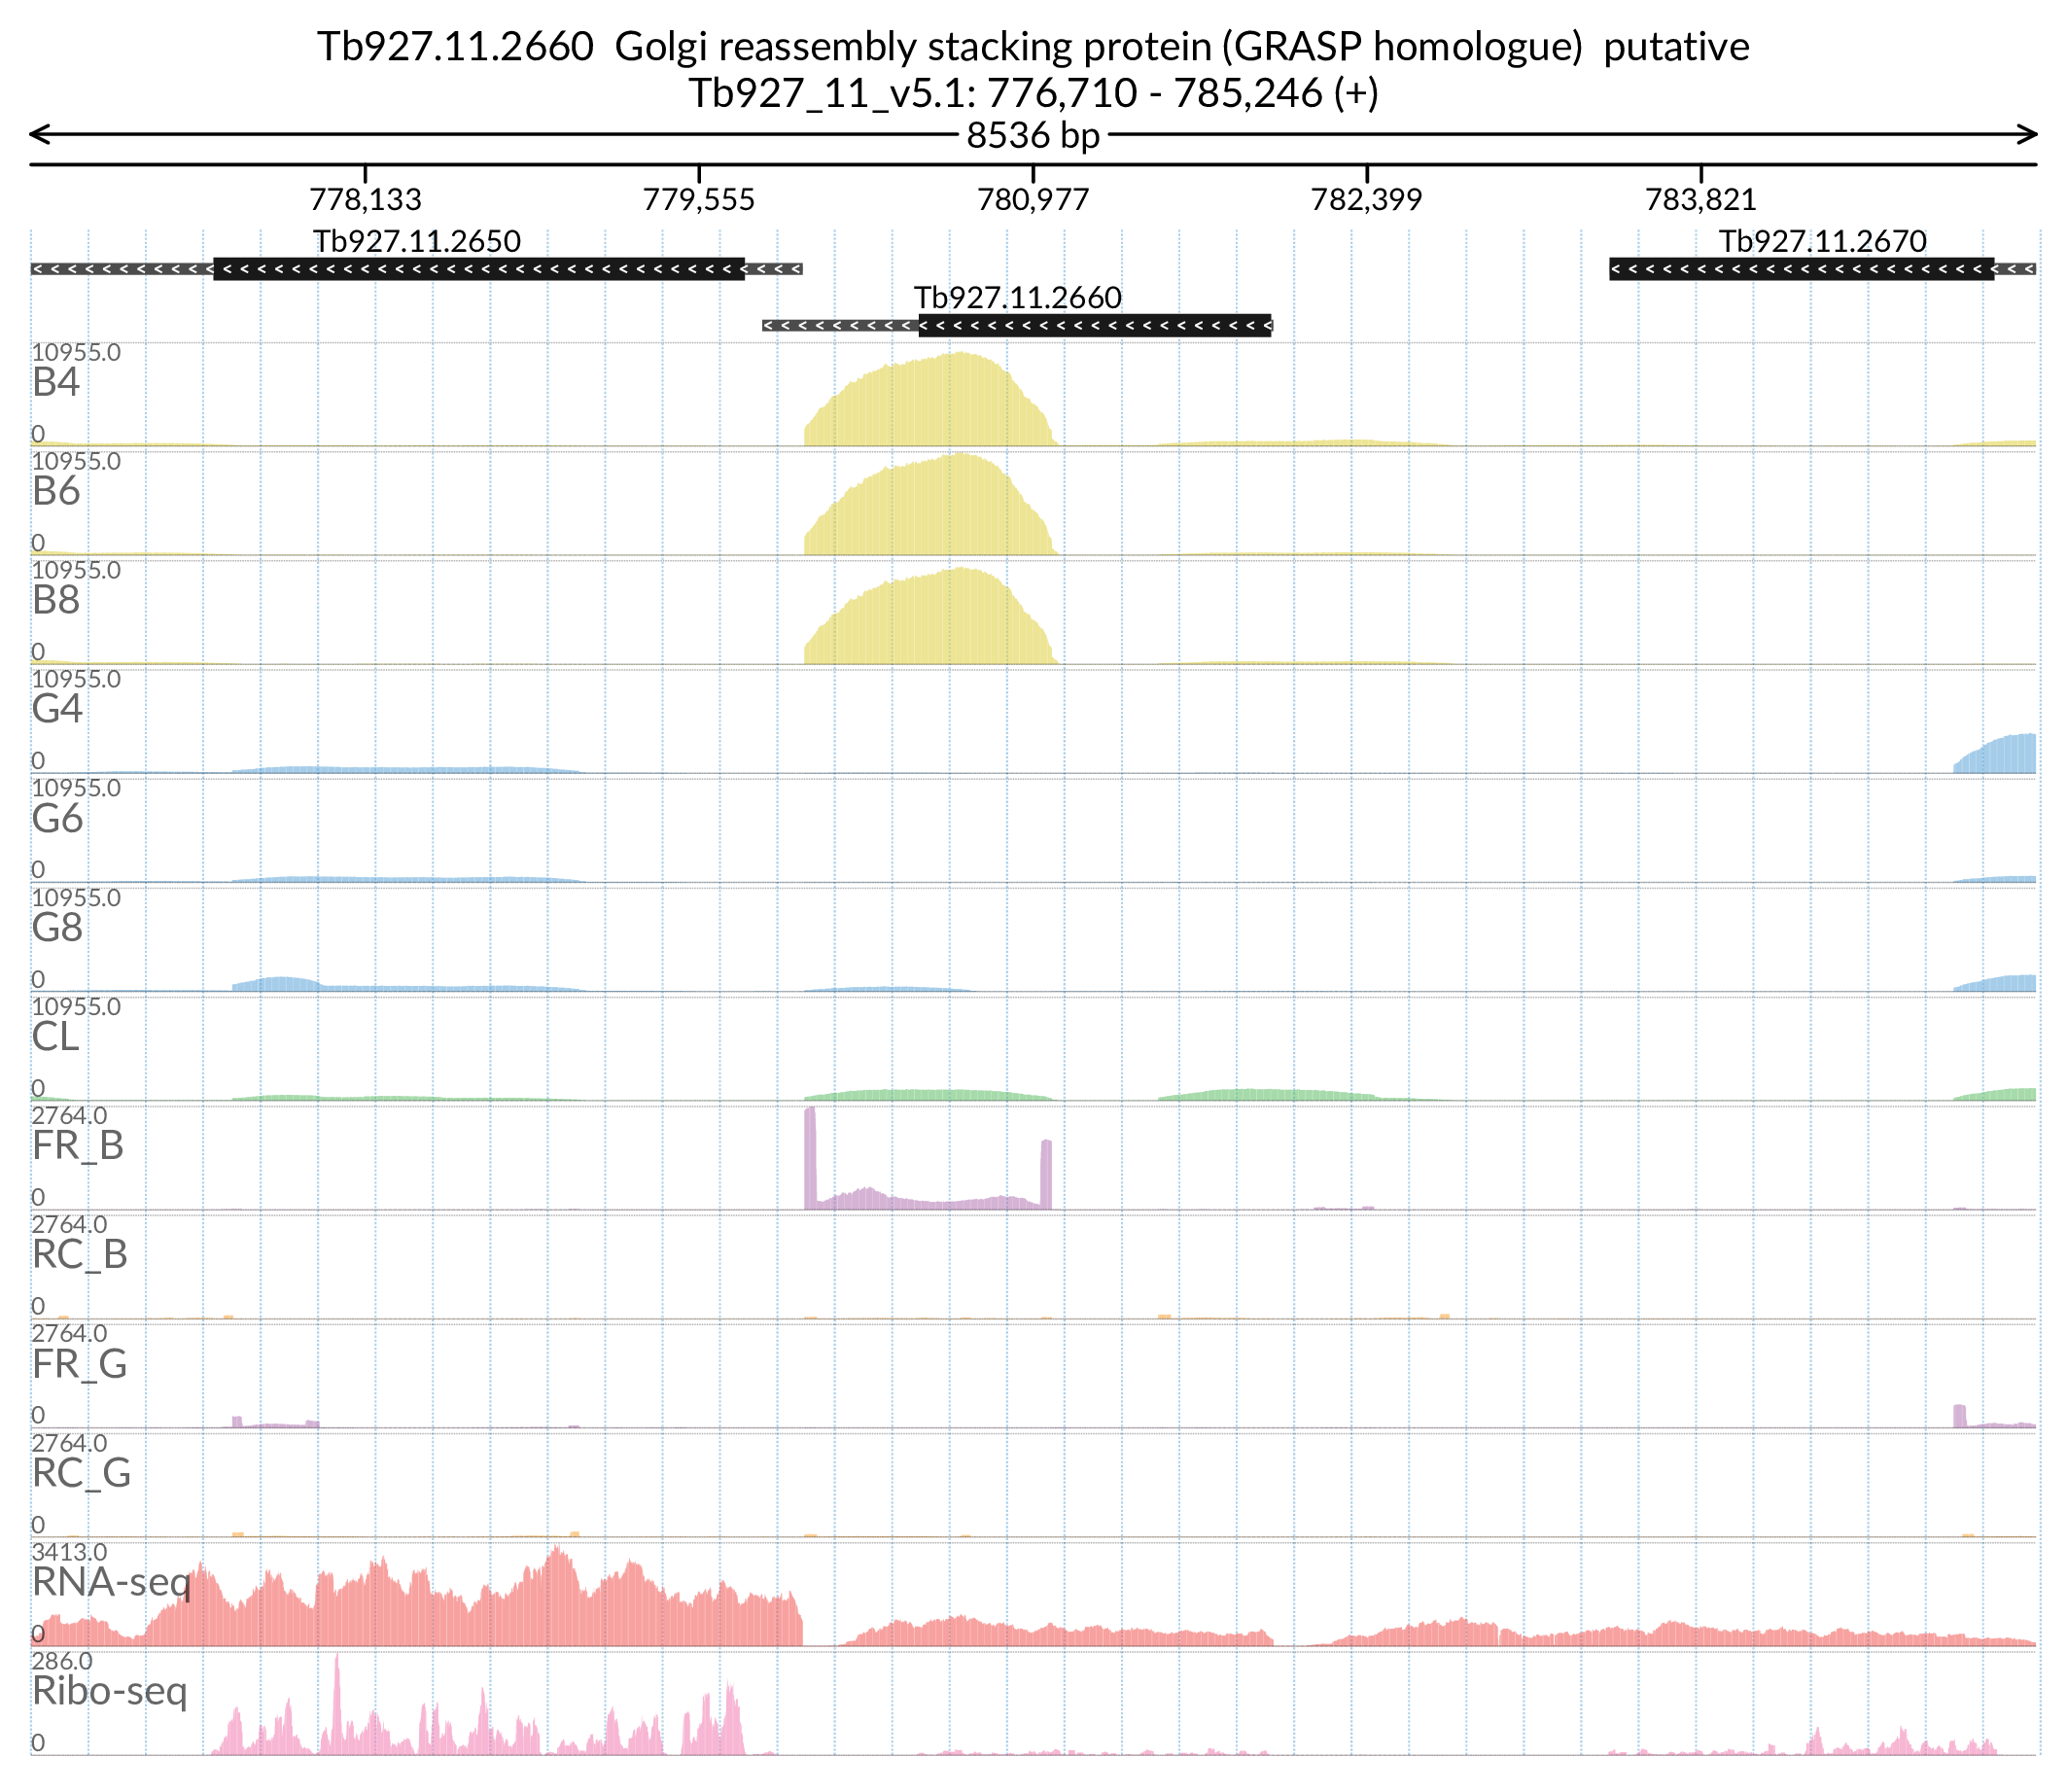 Tb927.11.2660  Golgi reassembly stacking protein (GRASP homologue)  putative
Tb927_11_v5.1: 776,710 - 785,246 (+)
8536 bp
778,133 779,555 780,977 782,399 783,821
Tb927.11.2650 Tb927.11.2670
Tb927.11.2660
10955.0
B4
0
10955.0
B6
0
10955.0
B8
0
10955.0
G4
0
10955.0
G6
0
10955.0
G8
0
10955.0
CL
0
2764.0
FR_B
0
2764.0
RC_B
0
2764.0
FR_G
0
2764.0
RC_G
0
3413.0
RNA-seq
0
286.0
Ribo-seq
0